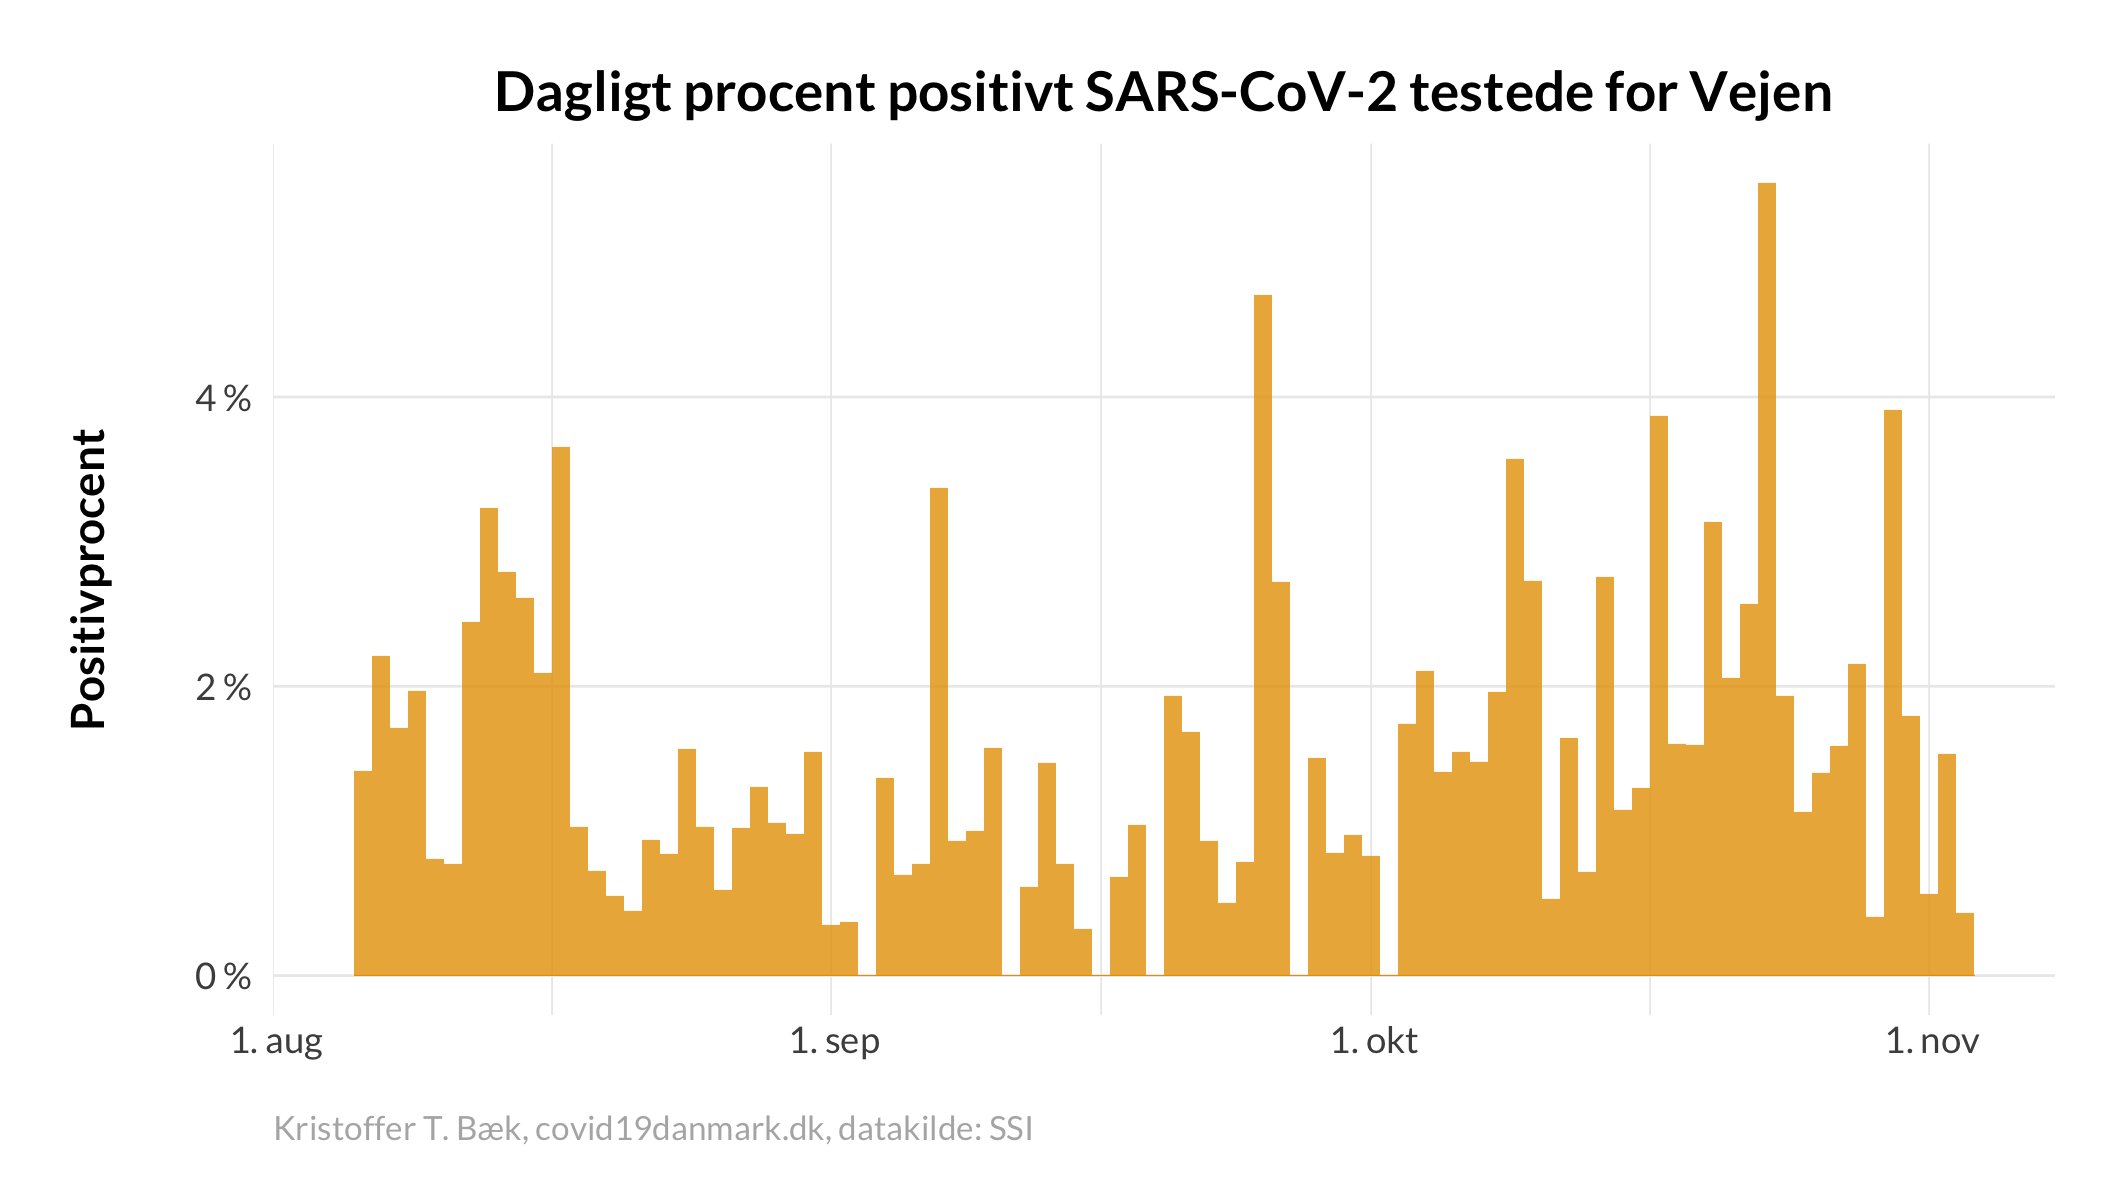 Dagligt procent positivt SARS-CoV-2 testede for Vejen
Positivprocent
4 %
2 %
0 %
1. aug
1. sep
1. okt
1. nov
Kristoffer T. Bæk, covid19danmark.dk, datakilde: SSI